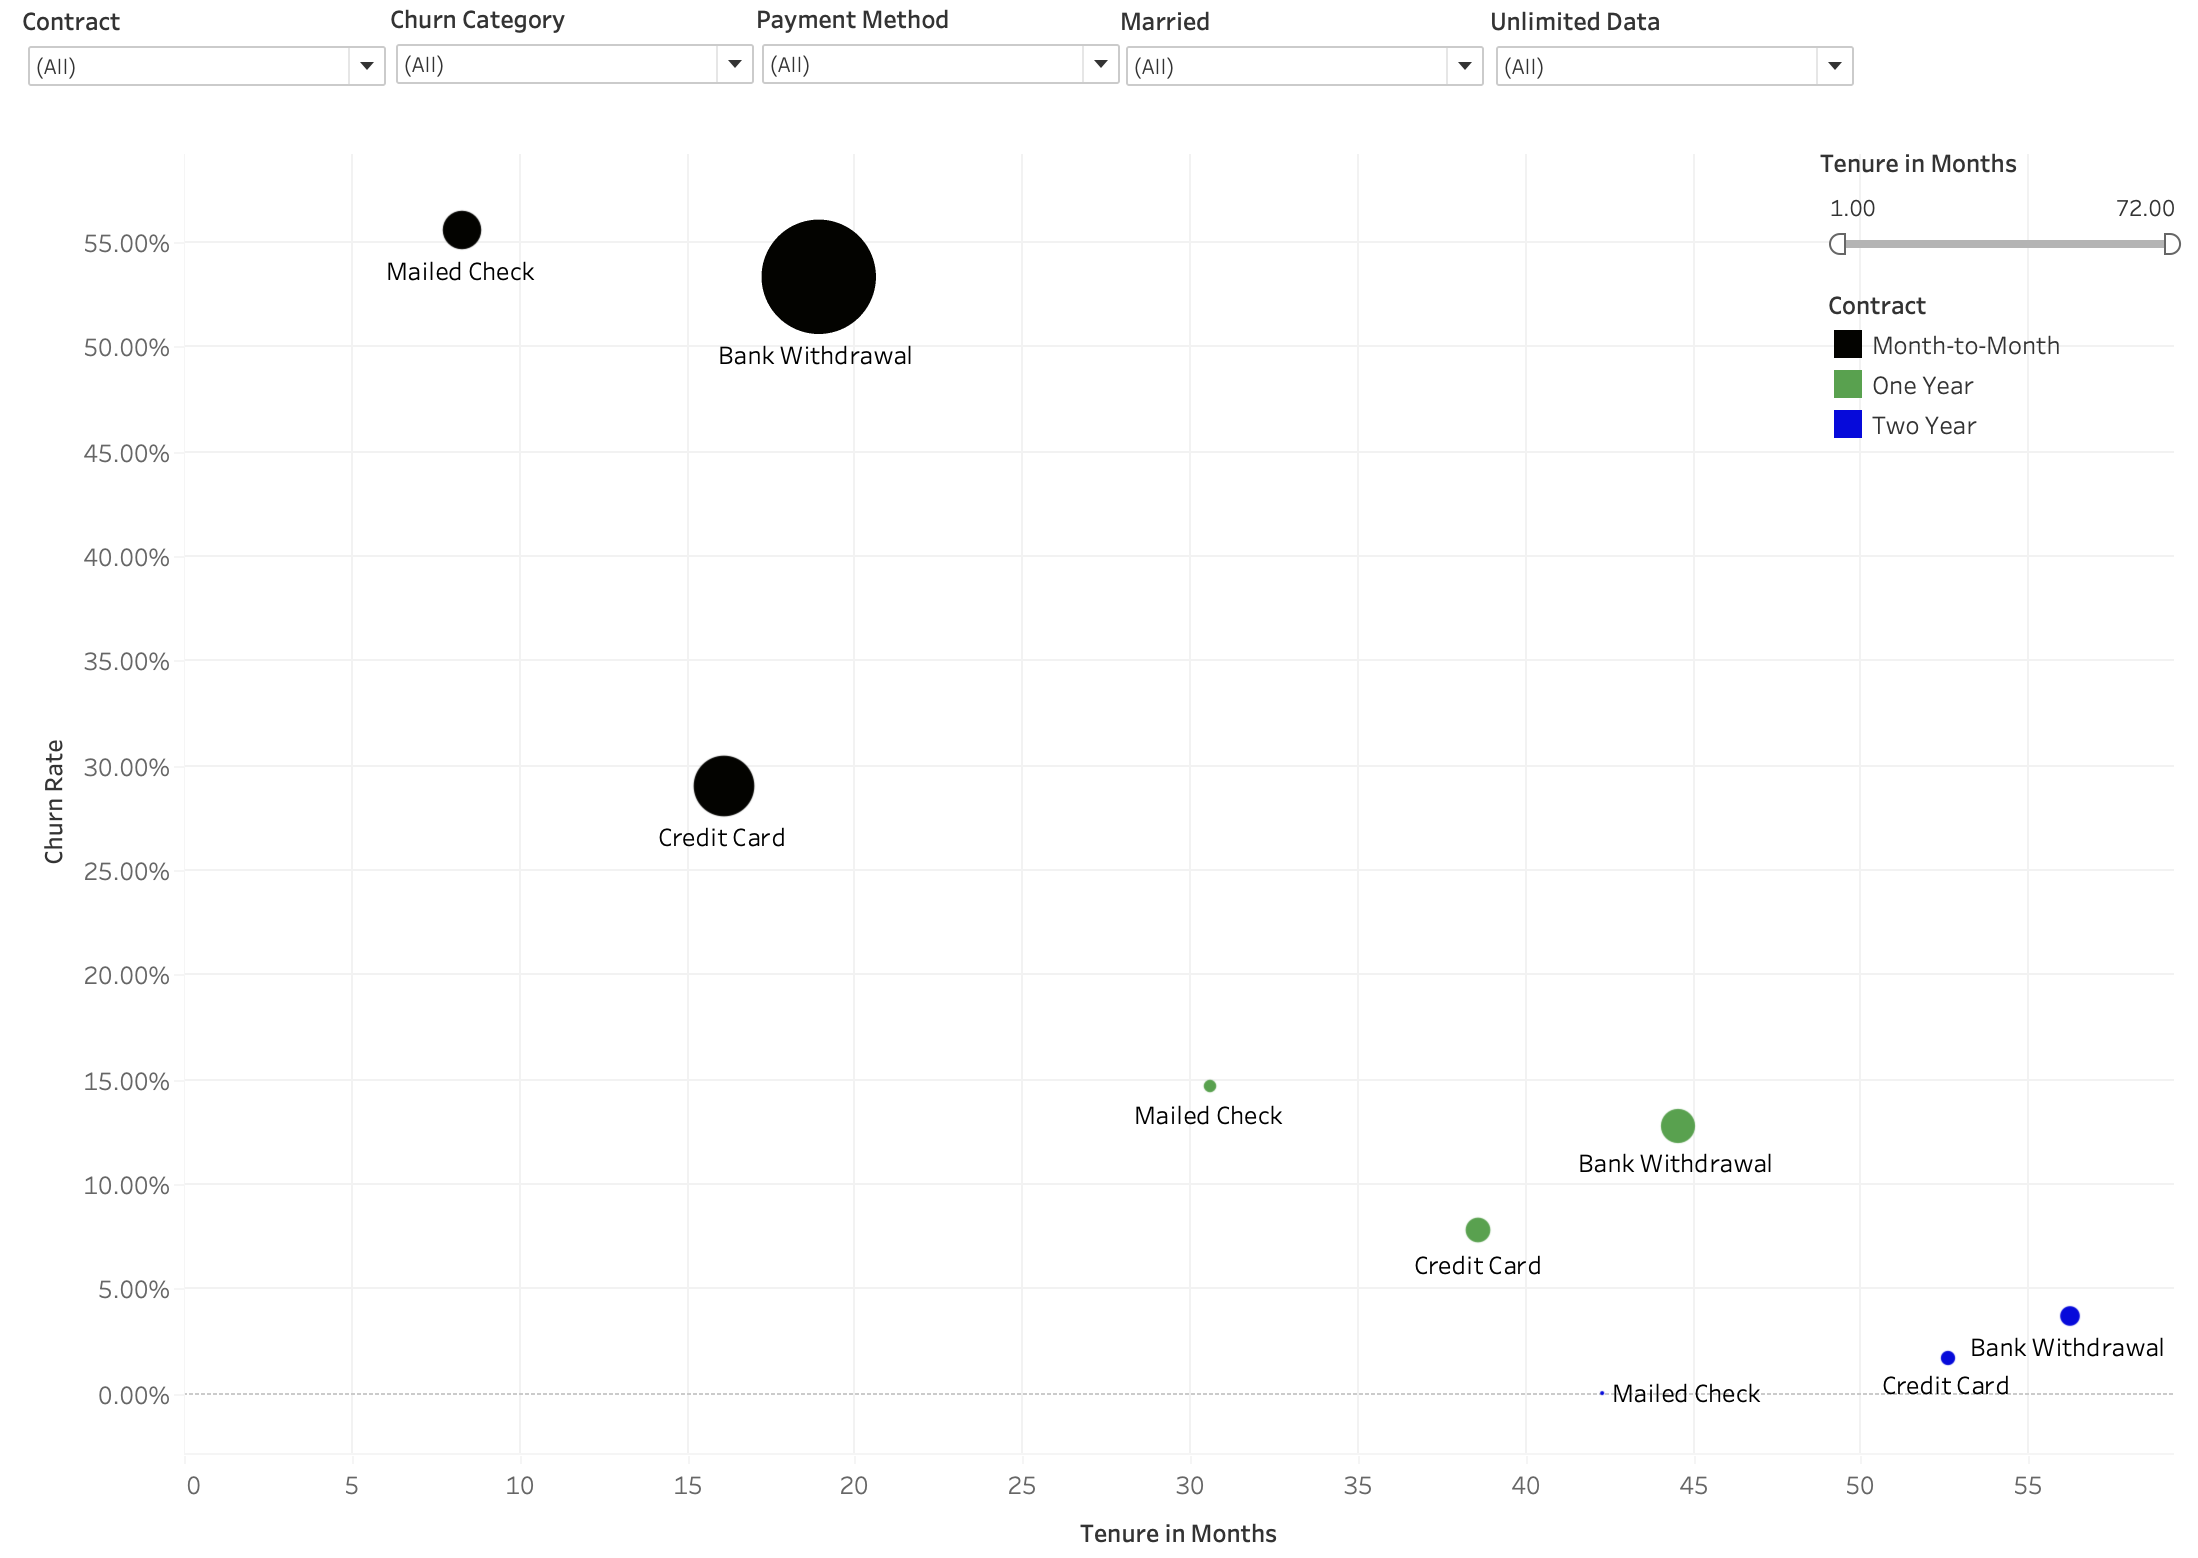 Contract
Churn Category
Payment Method
Married
Unlimited Data
(All)
(All)
(All)
(All)
(All)
Tenure in Months
1.00
72.00
Contract
Month-to-Month
One Year
Two Year
Churn Rate
55.00%
50.00%
45.00%
40.00%
35.00%
30.00%
25.00%
20.00%
15.00%
10.00%
5.00%
0.00%
Mailed Check
Bank Withdrawal
Credit Card
Mailed Check
Bank Withdrawal
Credit Card
Bank Withdrawal
Credit Card
Mailed Check
0
5
10
15
20
25
30
35
40
45
50
55
Tenure in Months